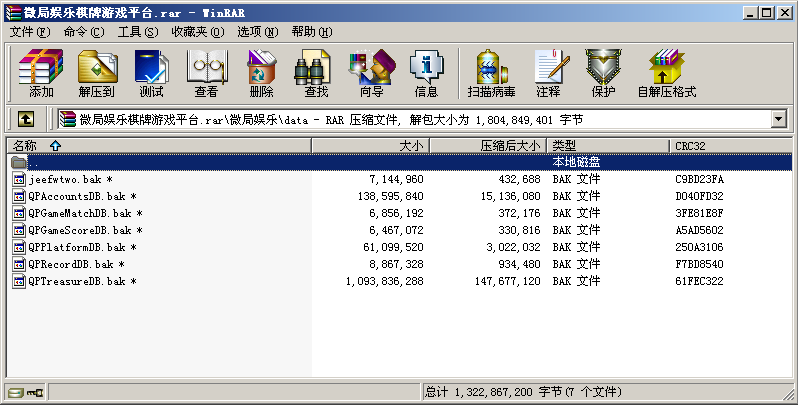 微局娱乐棋牌游戏平台.rar - WinRAR
文件(F) 命令(C) 工具(S) 收藏夹(O) 选项(N) 帮助(H)
添加 解压到 测试 查看 删除 查找 向导 信息 扫描病毒 注释 保护 自解压格式
微局娱乐棋牌游戏平台.rar\微局娱乐\data - RAR 压缩文件, 解包大小为 1,804,849,401 字节
名称 大小 压缩后大小 类型 CRC32
.. 本地磁盘
jeefwtwo.bak * 7,144,960 432,688 BAK 文件 C9BD23FA
QPAccountsDB.bak * 138,595,840 15,136,080 BAK 文件 D040FD32
QPGameMatchDB.bak * 6,856,192 372,176 BAK 文件 3FE81E8F
QPGameScoreDB.bak * 6,467,072 330,816 BAK 文件 A5AD5602
QPPlatformDB.bak * 61,099,520 3,022,032 BAK 文件 250A3106
QPRecordDB.bak * 8,867,328 934,480 BAK 文件 F7BD8540
QPTreasureDB.bak * 1,093,836,288 147,677,120 BAK 文件 61FEC322
总计 1,322,867,200 字节(7 个文件)